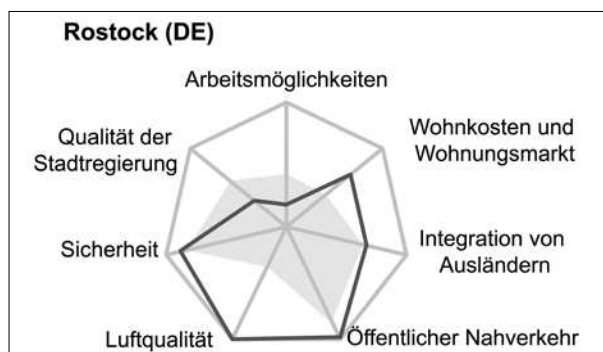 Rostock (DE)
Arbeitsmöglichkeiten
Wohnkosten und
Wohnungsmarkt
Integration von
Ausländern
Öffentlicher Nahverkehr
Luftqualität
Sicherheit
Qualität der
Stadtregierung